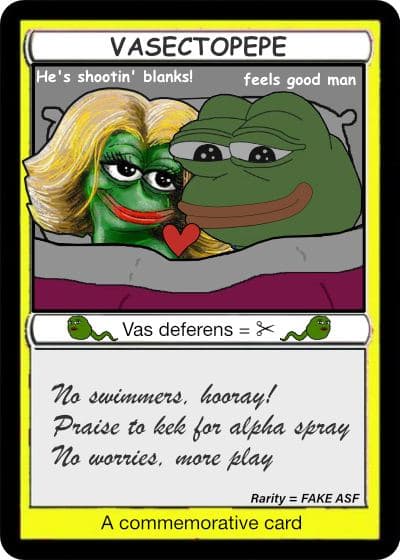 VASECTOPEPE
He's shootin' blanks!
feels good man
Vas deferens = ✂
No swimmers, hooray!
Praise to kek for alpha spray
No worries, more play
Rarity = FAKE ASF
A commemorative card